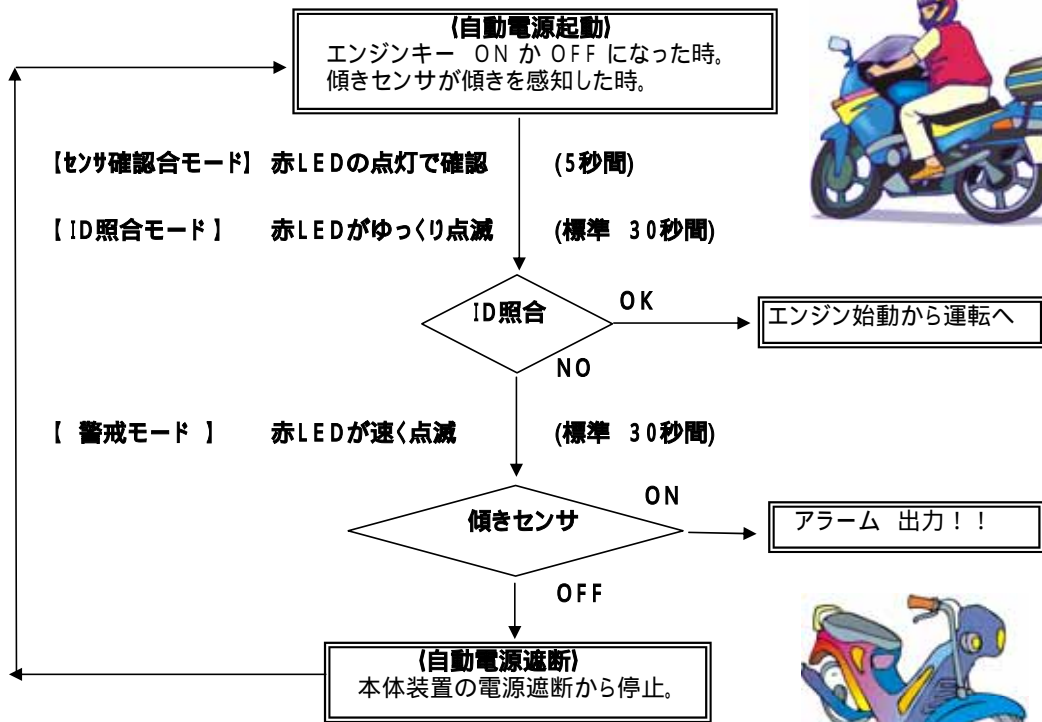 (自動電源起動)
エンジンキー ON か OFF になった時。
傾きセンサが傾きを感知した時。
【センサ確認合モード】 赤LEDの点灯で確認 (5秒間)
【ID照合モード】 赤LEDがゆっくり点滅 (標準 30秒間)
ID照合
OK
エンジン始動から運転へ
NO
【 警戒モード 】 赤LEDが速く点滅 (標準 30秒間)
傾きセンサ
ON
アラーム 出力!!
OFF
(自動電源遮断)
本体装置の電源遮断から停止。